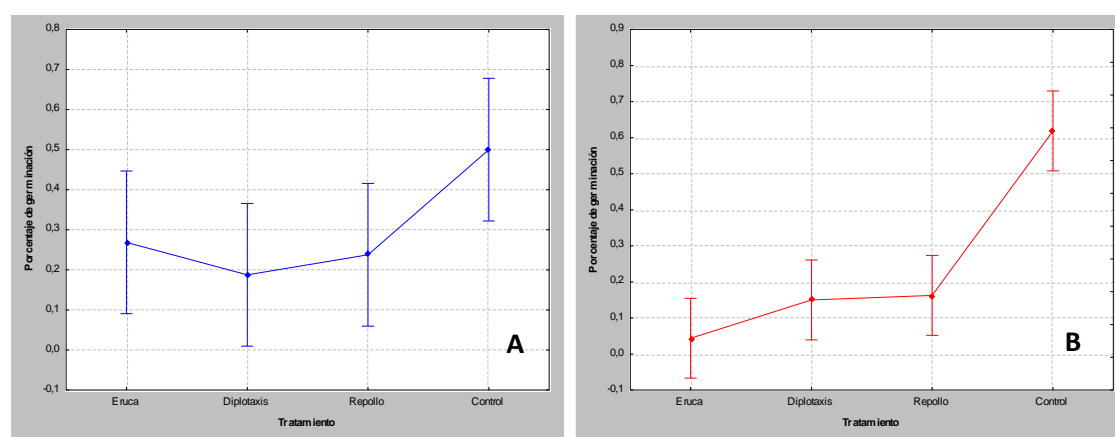 0,8
0,7
0,6
0,5
0,4
0,3
0,2
0,1
0,0
-0,1
Porcentaje de germinación
Eruca Diplotaxis Repollo Control
Tratamiento
A
0,9
0,8
0,7
0,6
0,5
0,4
0,3
0,2
0,1
0,0
-0,1
Porcentaje de germinación
Eruca Diplotaxis Repollo Control
Tratamiento
B